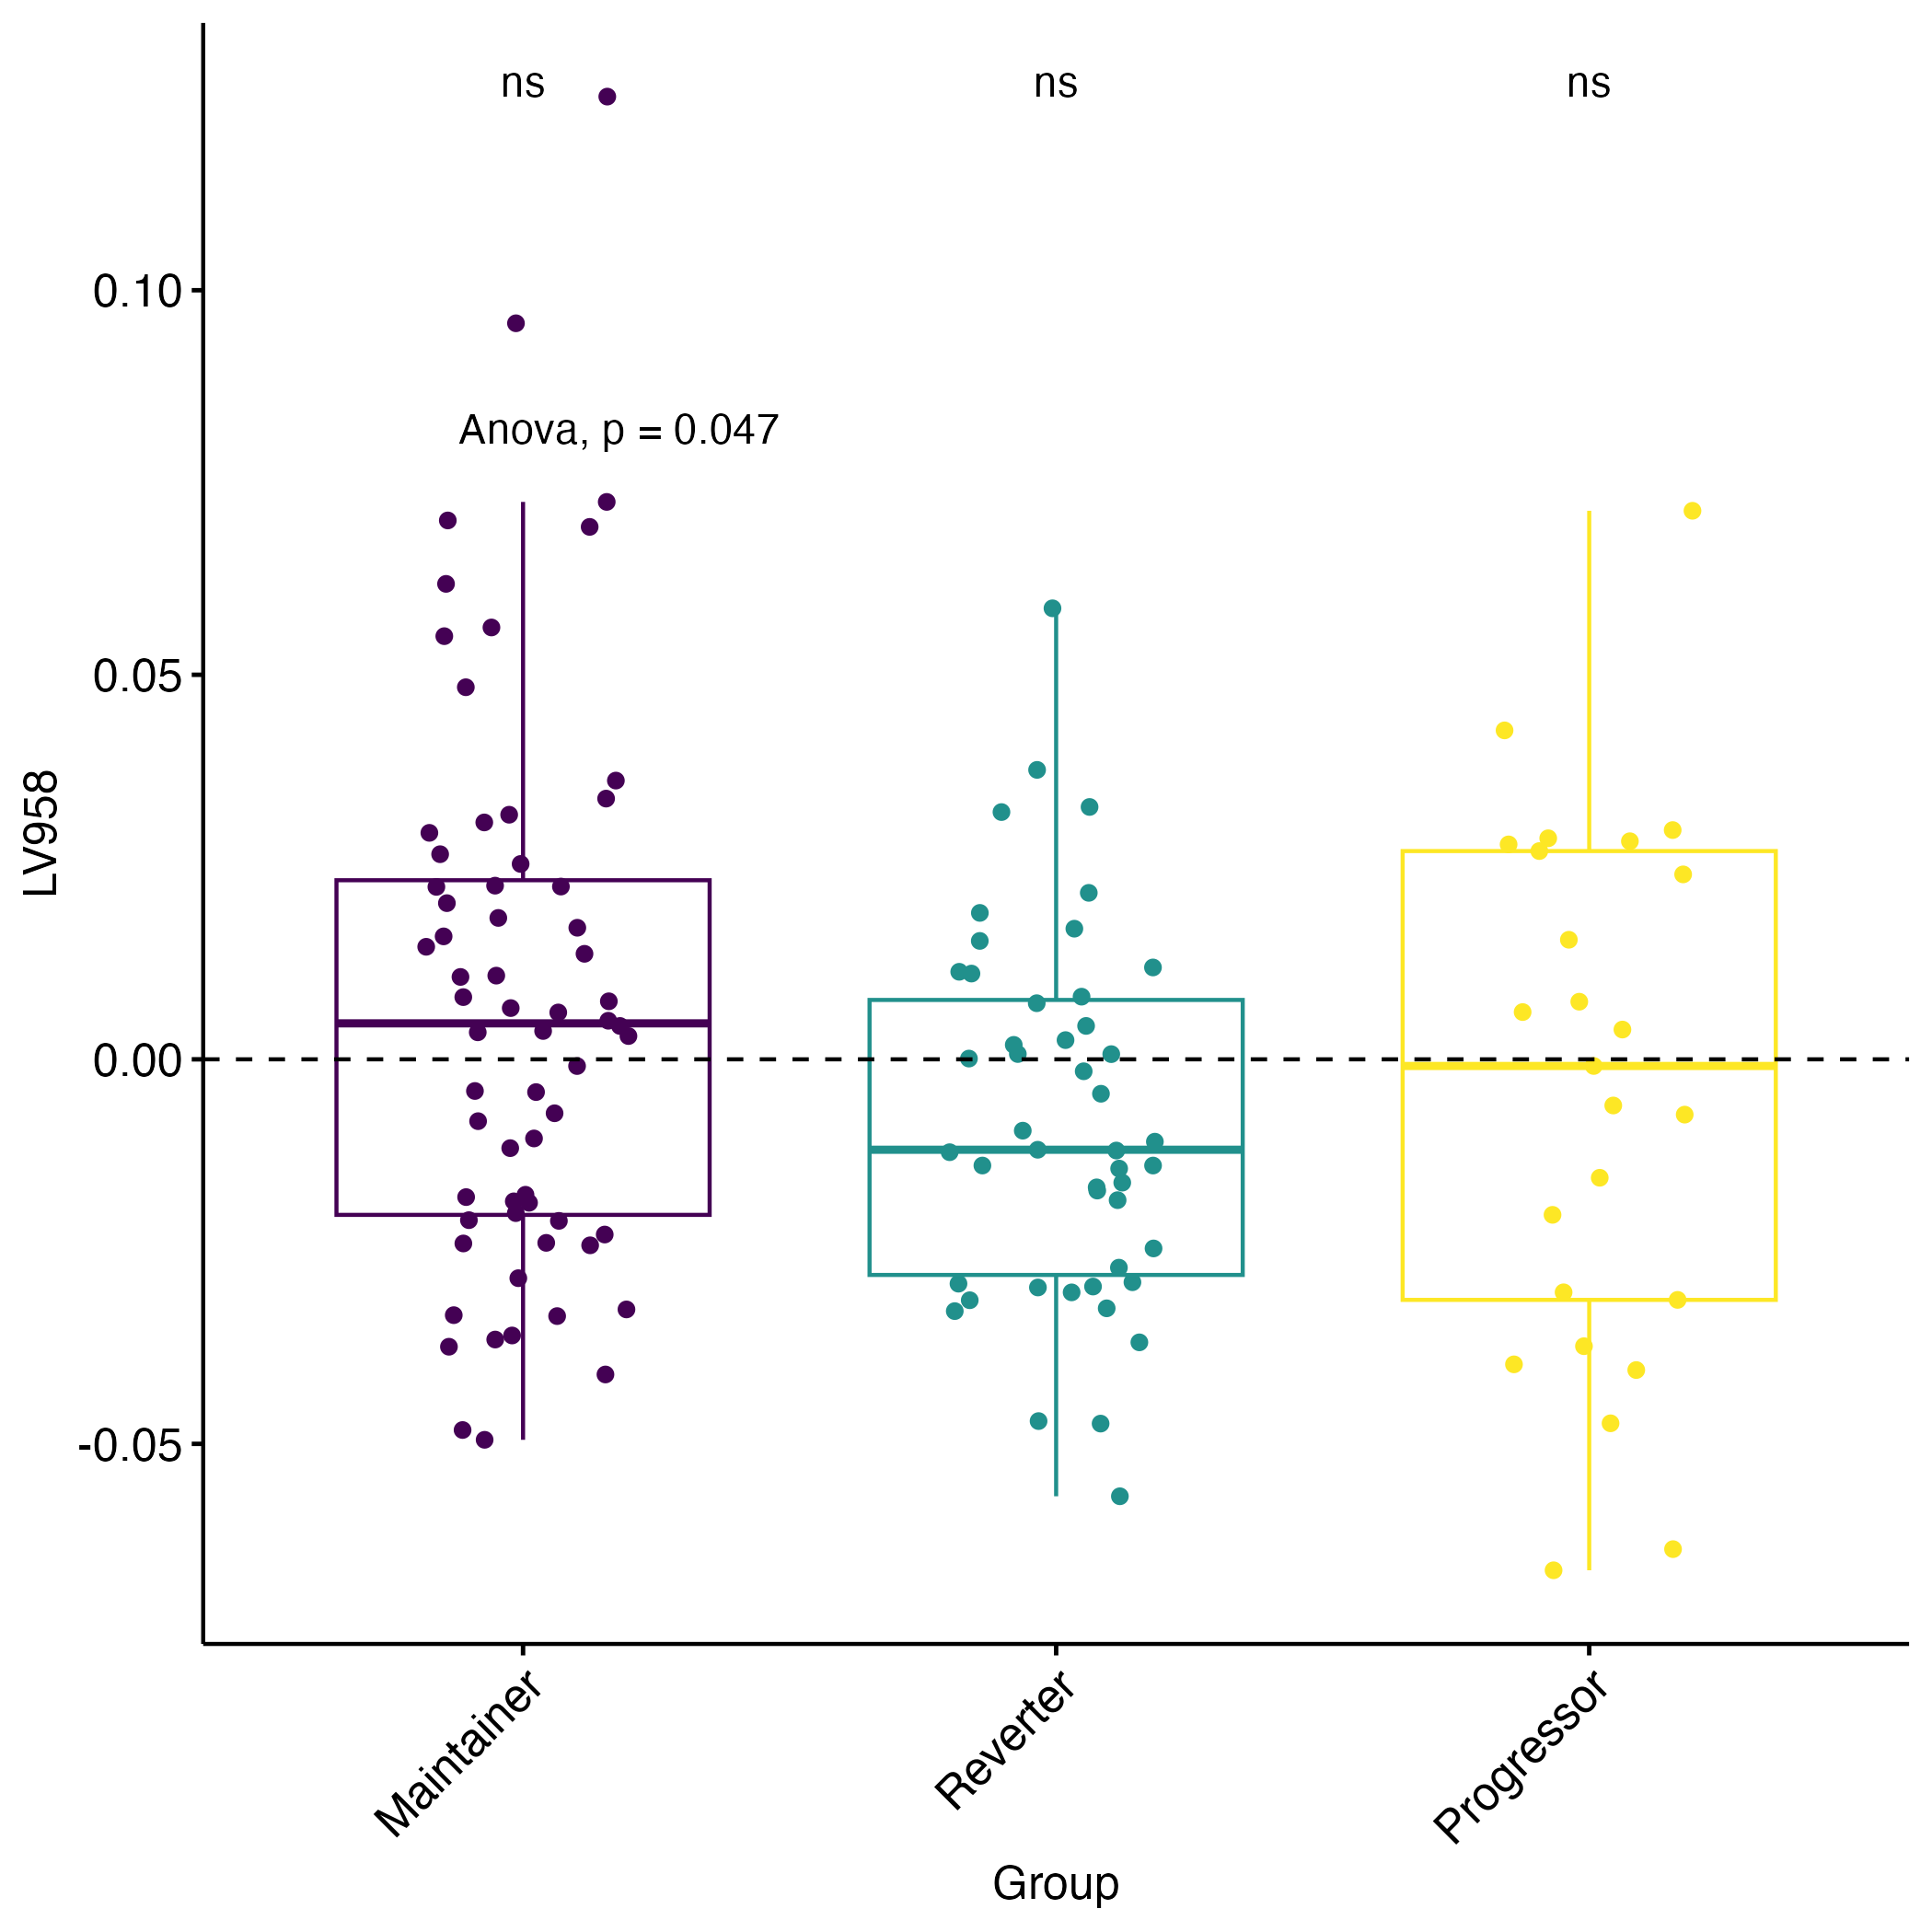 ns ns ns
0.10
Anova, p = 0.047
0.05
LV958
0.00
-0.05
Maintainer
Reverter
Progressor
Group